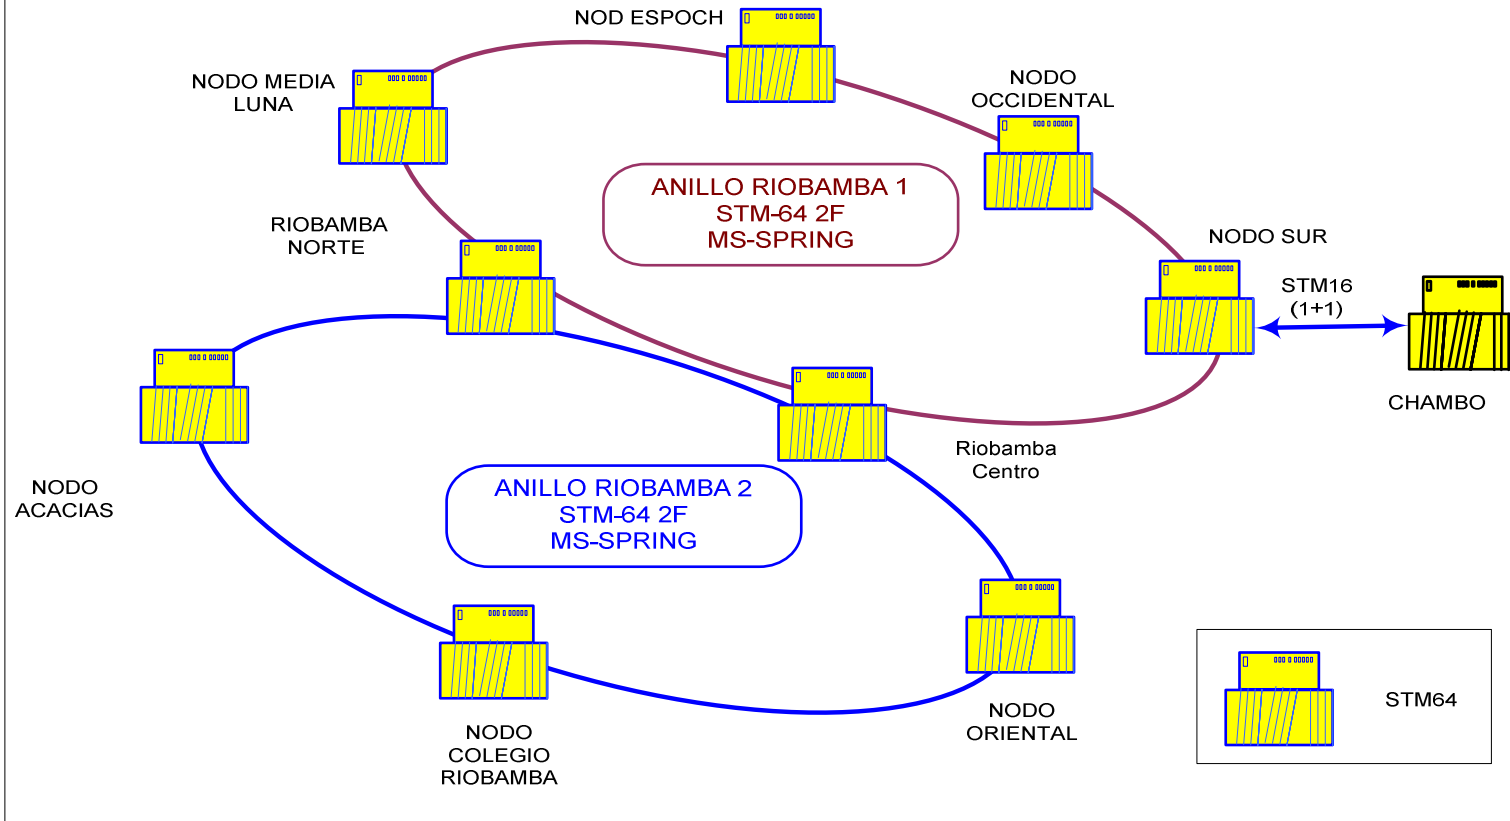 NOD ESPOCH
NODO MEDIA
LUNA
NODO
OCCIDENTAL
ANILLO RIOBAMBA 1
STM-64 2F
MS-SPRING
RIOBAMBA
NORTE
NODO SUR
STM16
(1+1)
CHAMBO
Riobamba
Centro
NODO
ACACIAS
ANILLO RIOBAMBA 2
STM-64 2F
MS-SPRING
NODO
COLEGIO
RIOBAMBA
NODO
ORIENTAL
STM64